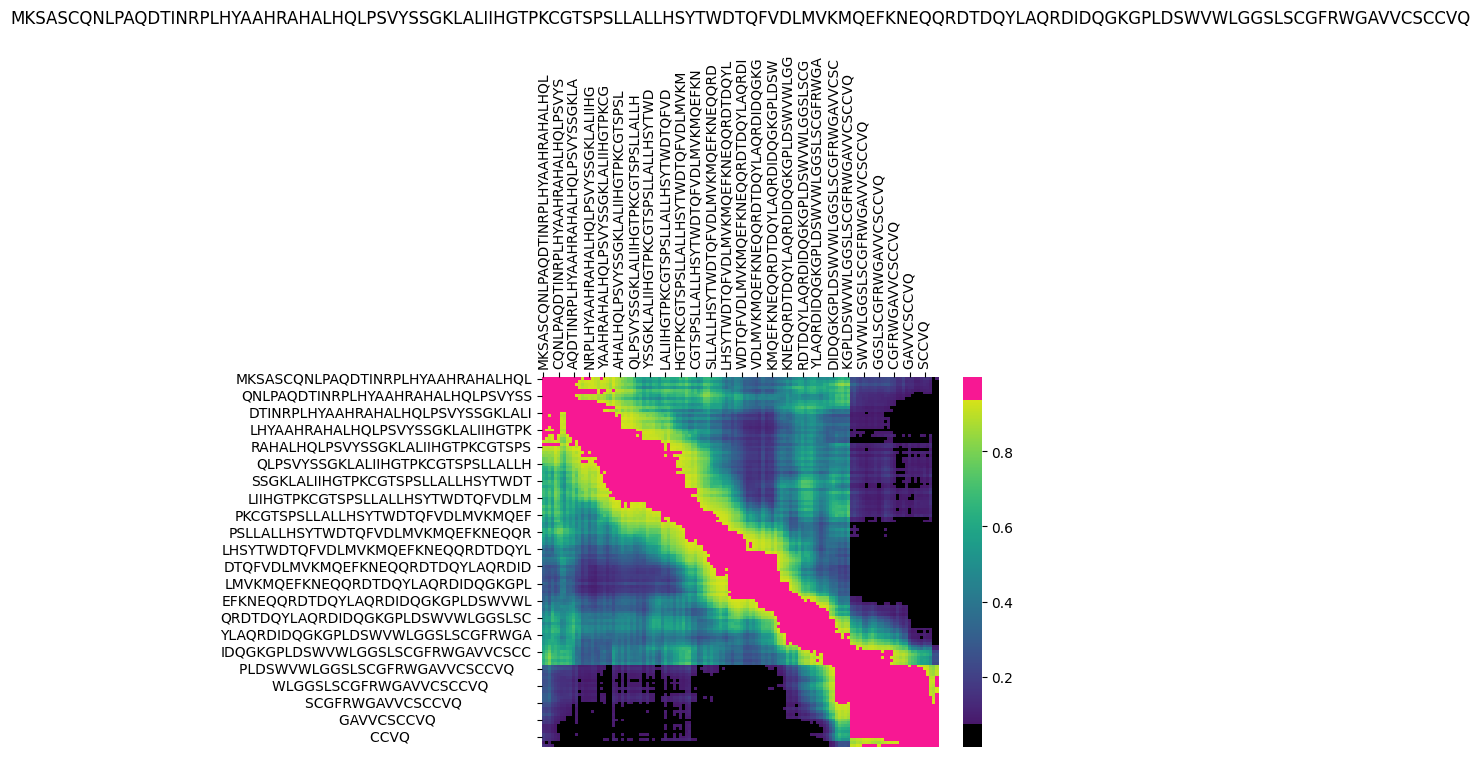 MKSASCQNLPAQDTINRPLHYAAHRAHALHQLPSVYSSGKLALIIHGTPKCGTSPSLLALLHSYTWDTQFVDLMVKMQEFKNEQQRDTDQYLAQRDIDQGKGPLDSWVWLGGSLSCGFRWGAVVCSCCVQ
MKSASCQNLPAQDTINRPLHYAAHRAHALHQL
CQNLPAQDTINRPLHYAAHRAHALHQLPSVYS
AQDTINRPLHYAAHRAHALHQLPSVYSSGKLA
NRPLHYAAHRAHALHQLPSVYSSGKLALIIHG
YAAHRAHALHQLPSVYSSGKLALIIHGTPKCG
AHALHQLPSVYSSGKLALIIHGTPKCGTSPSL
QLPSVYSSGKLALIIHGTPKCGTSPSLLALLH
YSSGKLALIIHGTPKCGTSPSLLALLHSYTWD
LALIIHGTPKCGTSPSLLALLHSYTWDTQFVD
HGTPKCGTSPSLLALLHSYTWDTQFVDLMVKM
CGTSPSLLALLHSYTWDTQFVDLMVKMQEFKN
SLLALLHSYTWDTQFVDLMVKMQEFKNEQQRD
LHSYTWDTQFVDLMVKMQEFKNEQQRDTDQYL
WDTQFVDLMVKMQEFKNEQQRDTDQYLAQRDI
VDLMVKMQEFKNEQQRDTDQYLAQRDIDQGKG
KMQEFKNEQQRDTDQYLAQRDIDQGKGPLDSW
KNEQQRDTDQYLAQRDIDQGKGPLDSWVWLGG
RDTDQYLAQRDIDQGKGPLDSWVWLGGSLSCG
YLAQRDIDQGKGPLDSWVWLGGSLSCGFRWGA
DIDQGKGPLDSWVWLGGSLSCGFRWGAVVCSC
KGPLDSWVWLGGSLSCGFRWGAVVCSCCVQ
SWVWLGGSLSCGFRWGAVVCSCCVQ
GGSLSCGFRWGAVVCSCCVQ
CGFRWGAVVCSCCVQ
GAVVCSCCVQ
SCCVQ
MKSASCQNLPAQDTINRPLHYAAHRAHALHQL
QNLPAQDTINRPLHYAAHRAHALHQLPSVYSS
DTINRPLHYAAHRAHALHQLPSVYSSGKLALI
LHYAAHRAHALHQLPSVYSSGKLALIIHGTPK
RAHALHQLPSVYSSGKLALIIHGTPKCGTSPS
QLPSVYSSGKLALIIHGTPKCGTSPSLLALLH
SSGKLALIIHGTPKCGTSPSLLALLHSYTWDT
LIIHGTPKCGTSPSLLALLHSYTWDTQFVDLM
PKCGTSPSLLALLHSYTWDTQFVDLMVKMQEF
PSLLALLHSYTWDTQFVDLMVKMQEFKNEQQR
LHSYTWDTQFVDLMVKMQEFKNEQQRDTDQYL
DTQFVDLMVKMQEFKNEQQRDTDQYLAQRDID
LMVKMQEFKNEQQRDTDQYLAQRDIDQGKGPL
EFKNEQQRDTDQYLAQRDIDQGKGPLDSWVWL
QRDTDQYLAQRDIDQGKGPLDSWVWLGGSLSC
YLAQRDIDQGKGPLDSWVWLGGSLSCGFRWGA
IDQGKGPLDSWVWLGGSLSCGFRWGAVVCSCC
PLDSWVWLGGSLSCGFRWGAVVCSCCVQ
WLGGSLSCGFRWGAVVCSCCVQ
SCGFRWGAVVCSCCVQ
GAVVCSCCVQ
CCVQ
0.8
0.6
0.4
0.2